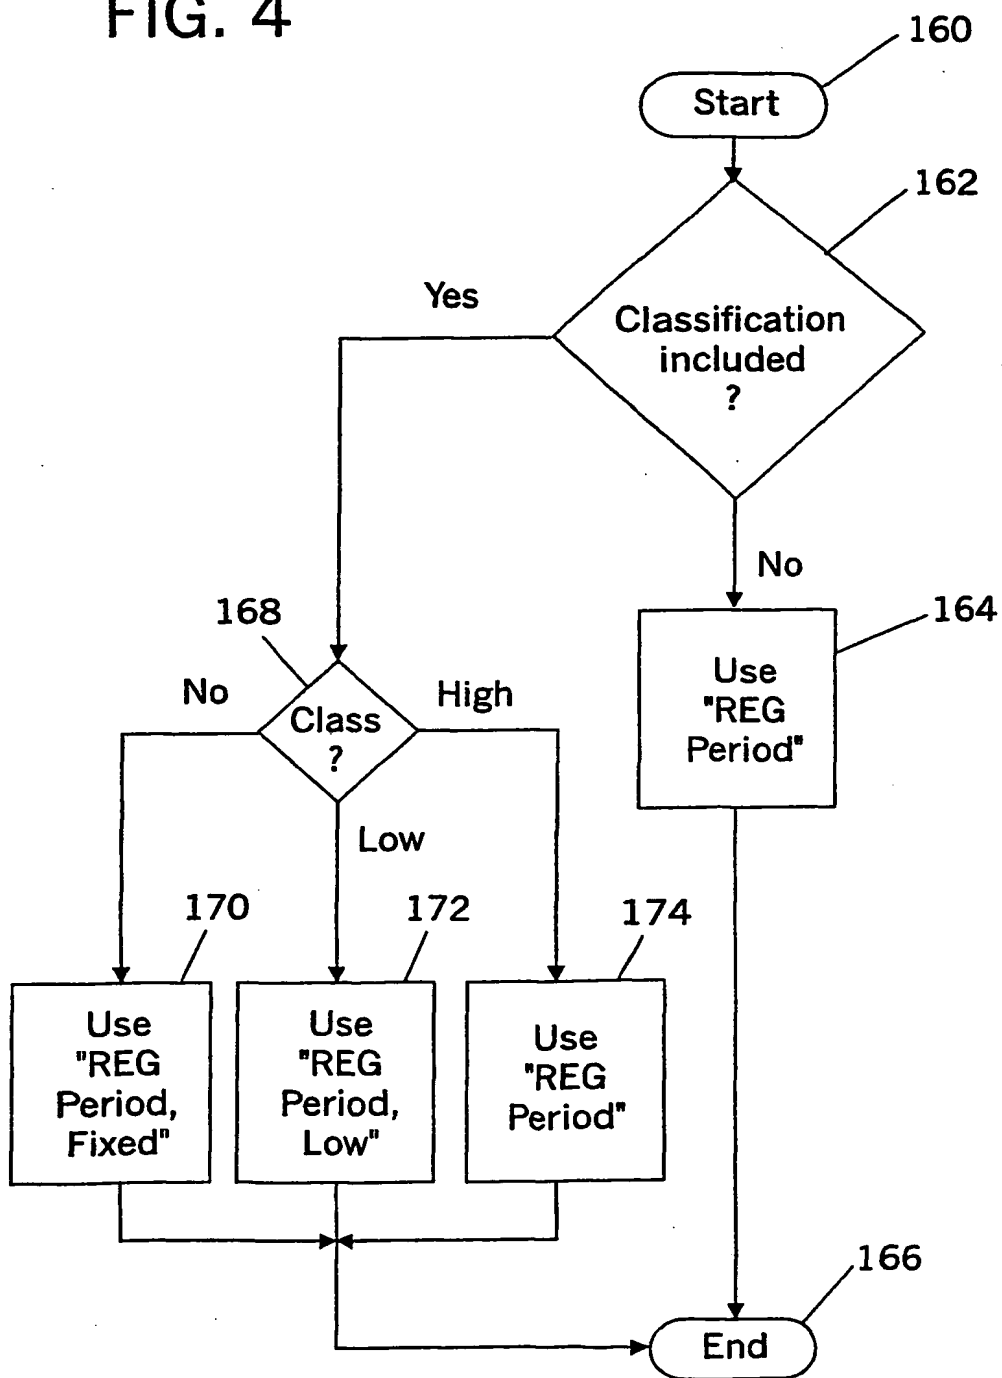 FIG. 4
160
Start
162
Yes
Classification
included
?
No
164
168
Use
"REG
Period"
No
High
Class
?
Low
170
172
174
Use
"REG
Period,
Fixed"
Use
"REG
Period,
Low"
Use
"REG
Period"
166
End